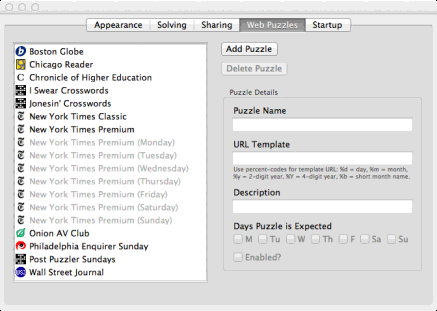 Appearance Solving Sharing Web Puzzles Startup
Boston Globe
Chicago Reader
Chronicle of Higher Education
I Swear Crosswords
Jonesin' Crosswords
New York Times Classic
New York Times Premium
New York Times Premium (Monday)
New York Times Premium (Tuesday)
New York Times Premium (Wednesday)
New York Times Premium (Thursday)
New York Times Premium (Friday)
New York Times Premium (Saturday)
New York Times Premium (Sunday)
Onion AV Club
Philadelphia Enquirer Sunday
Post Puzzler Sundays
Wall Street Journal
Add Puzzle
Delete Puzzle
Puzzle Details
Puzzle Name
URL Template
Use percent-codes for template URL: %d = day, %m = month,
%y = 2-digit year, %Y = 4-digit year, %b = short month name.
Description
Days Puzzle is Expected
M Tu W Th F Sa Su
Enabled?